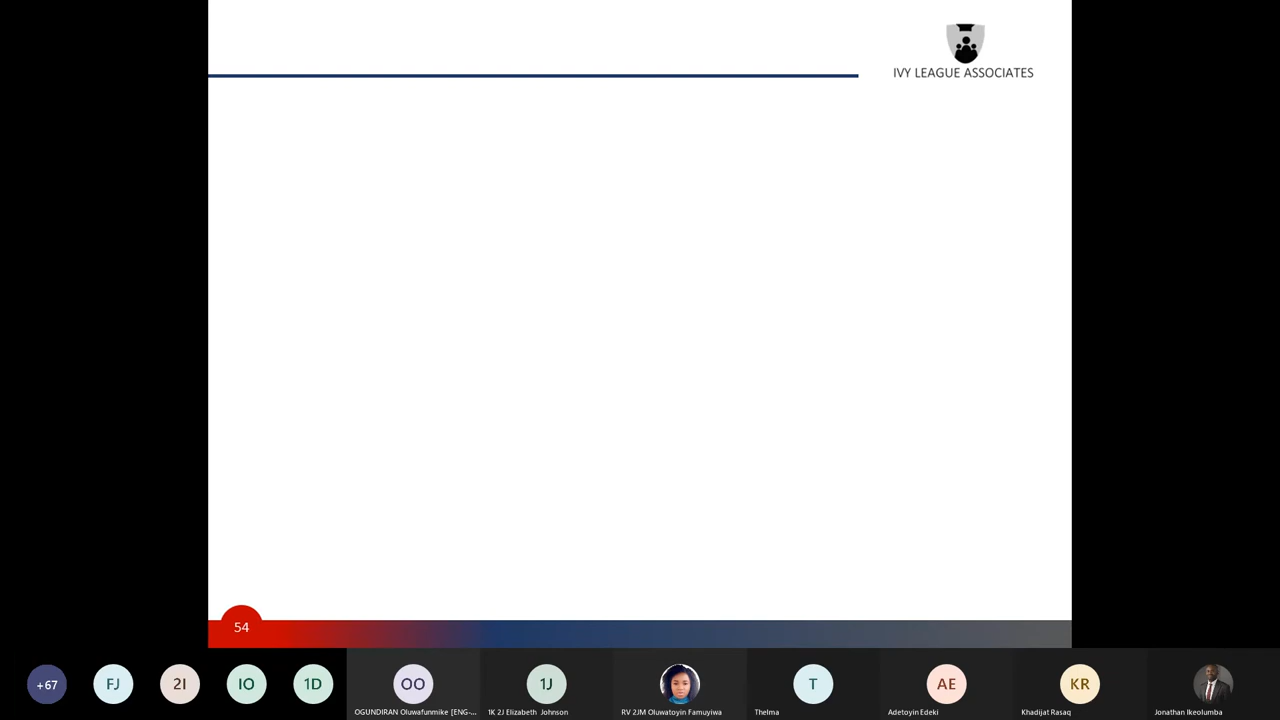 IVY LEAGUE ASSOCIATES
54
+67
FJ
2I
IO
1D
OO
1J
T
AE
KR
OGUNDIRAN Oluwafunmike [ENG-...
1K 2J Elizabeth Johnson
RV 2JM Oluwatoyin Famuyiwa
Thelma
Adetoyin Edeki
Khadijat Rasaq
Jonathan Ikeolumba